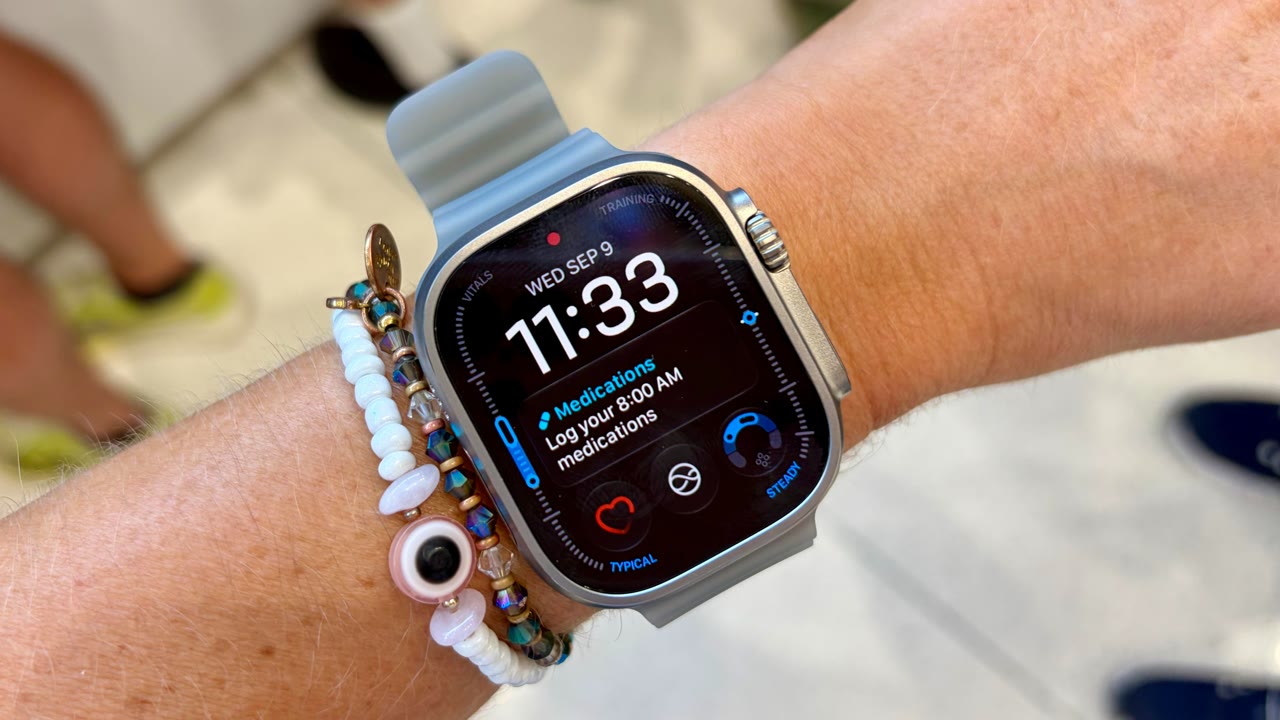 TRAINING
VITALS
WED SEP 9
11:33
Medications
Log your 8:00 AM
medications
STEADY
TYPICAL